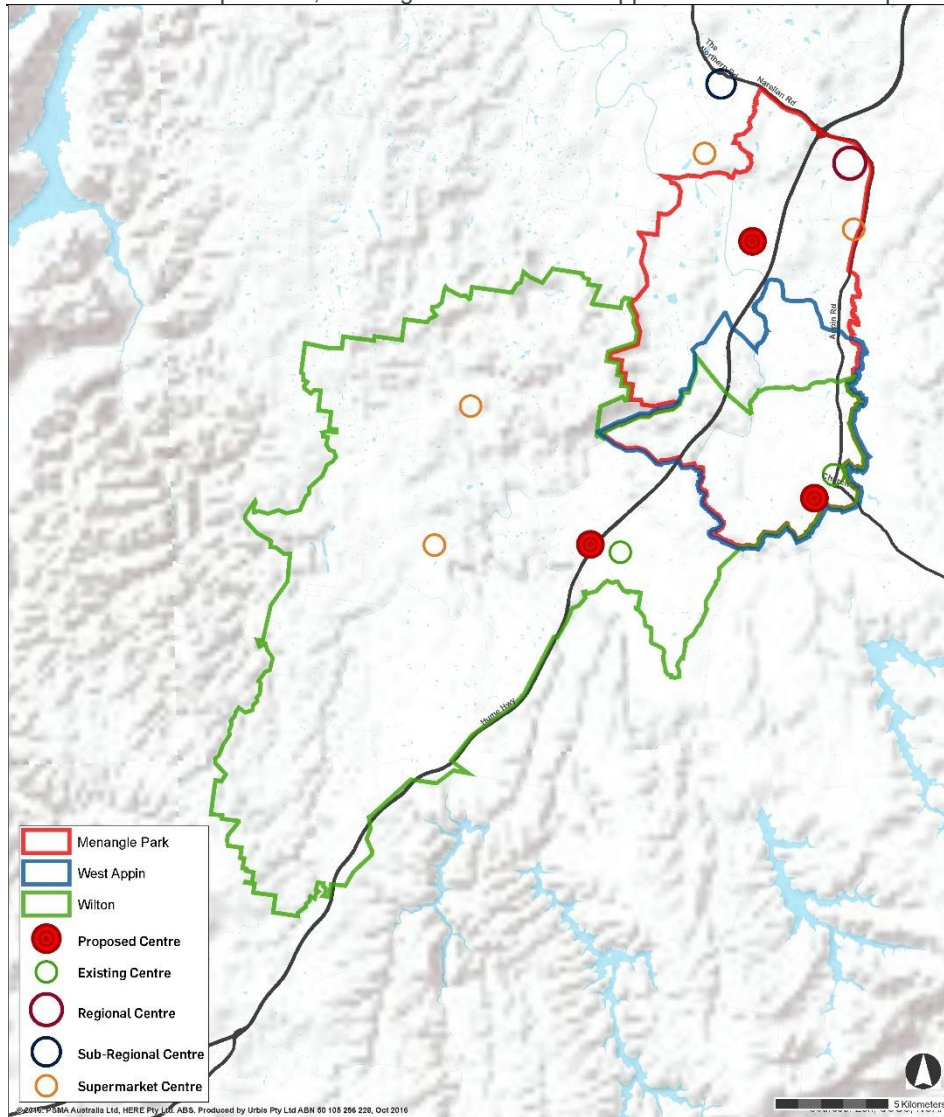 The
Northern Rd
Narellan Rd
Appin Rd
Church
Hume Hwy
Menangle Park
West Appin
Wilton
Proposed Centre
Existing Centre
Regional Centre
Sub-Regional Centre
Supermarket Centre
5 Kilometers
© 2016. PSMA Australia Ltd, HERE Pty Ltd. ABS. Produced by Urbis Pty Ltd ABN 50 105 256 228, Oct 2016